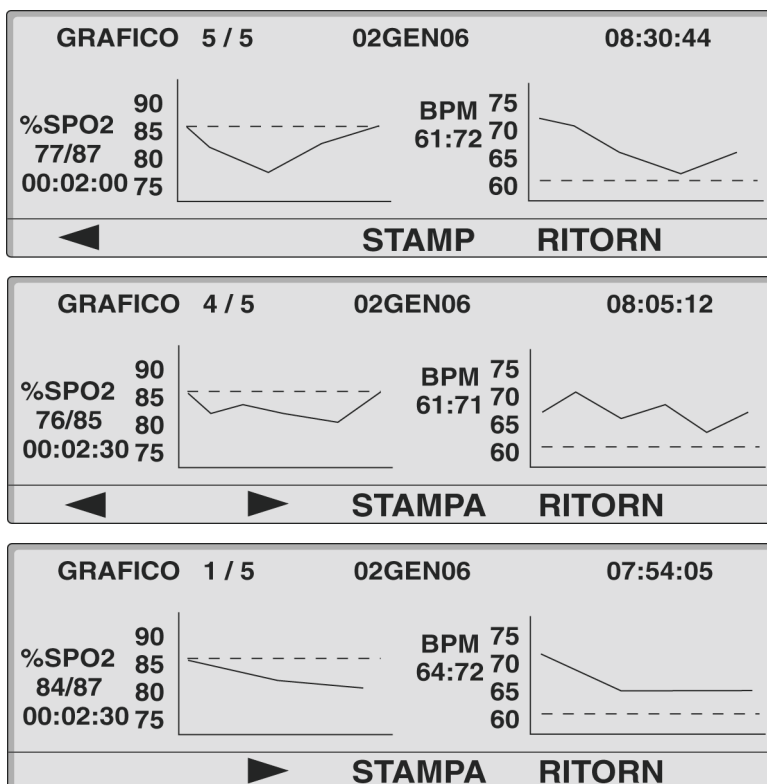 GRAFICO 5 / 5 02GEN06 08:30:44
%SPO2
77/87
00:02:00
90
85
80
75
BPM
61:72
75
70
65
60
STAMP RITORN
GRAFICO 4 / 5 02GEN06 08:05:12
%SPO2
76/85
00:02:30
90
85
80
75
BPM
61:71
75
70
65
60
STAMPA RITORN
GRAFICO 1 / 5 02GEN06 07:54:05
%SPO2
84/87
00:02:30
90
85
80
75
BPM
64:72
75
70
65
60
STAMPA RITORN